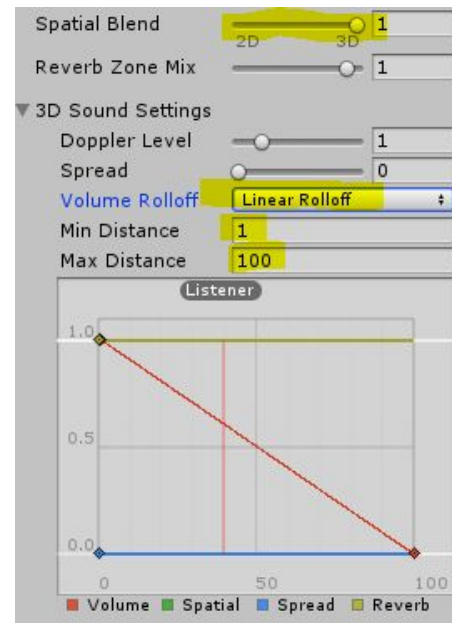 Spatial Blend 1
2D 3D
Reverb Zone Mix 1
3D Sound Settings
Doppler Level 1
Spread 0
Volume Rolloff Linear Rolloff
Min Distance 1
Max Distance 100
Listener
1.0
0.5
0.0
0 50 100
Volume Spatial Spread Reverb